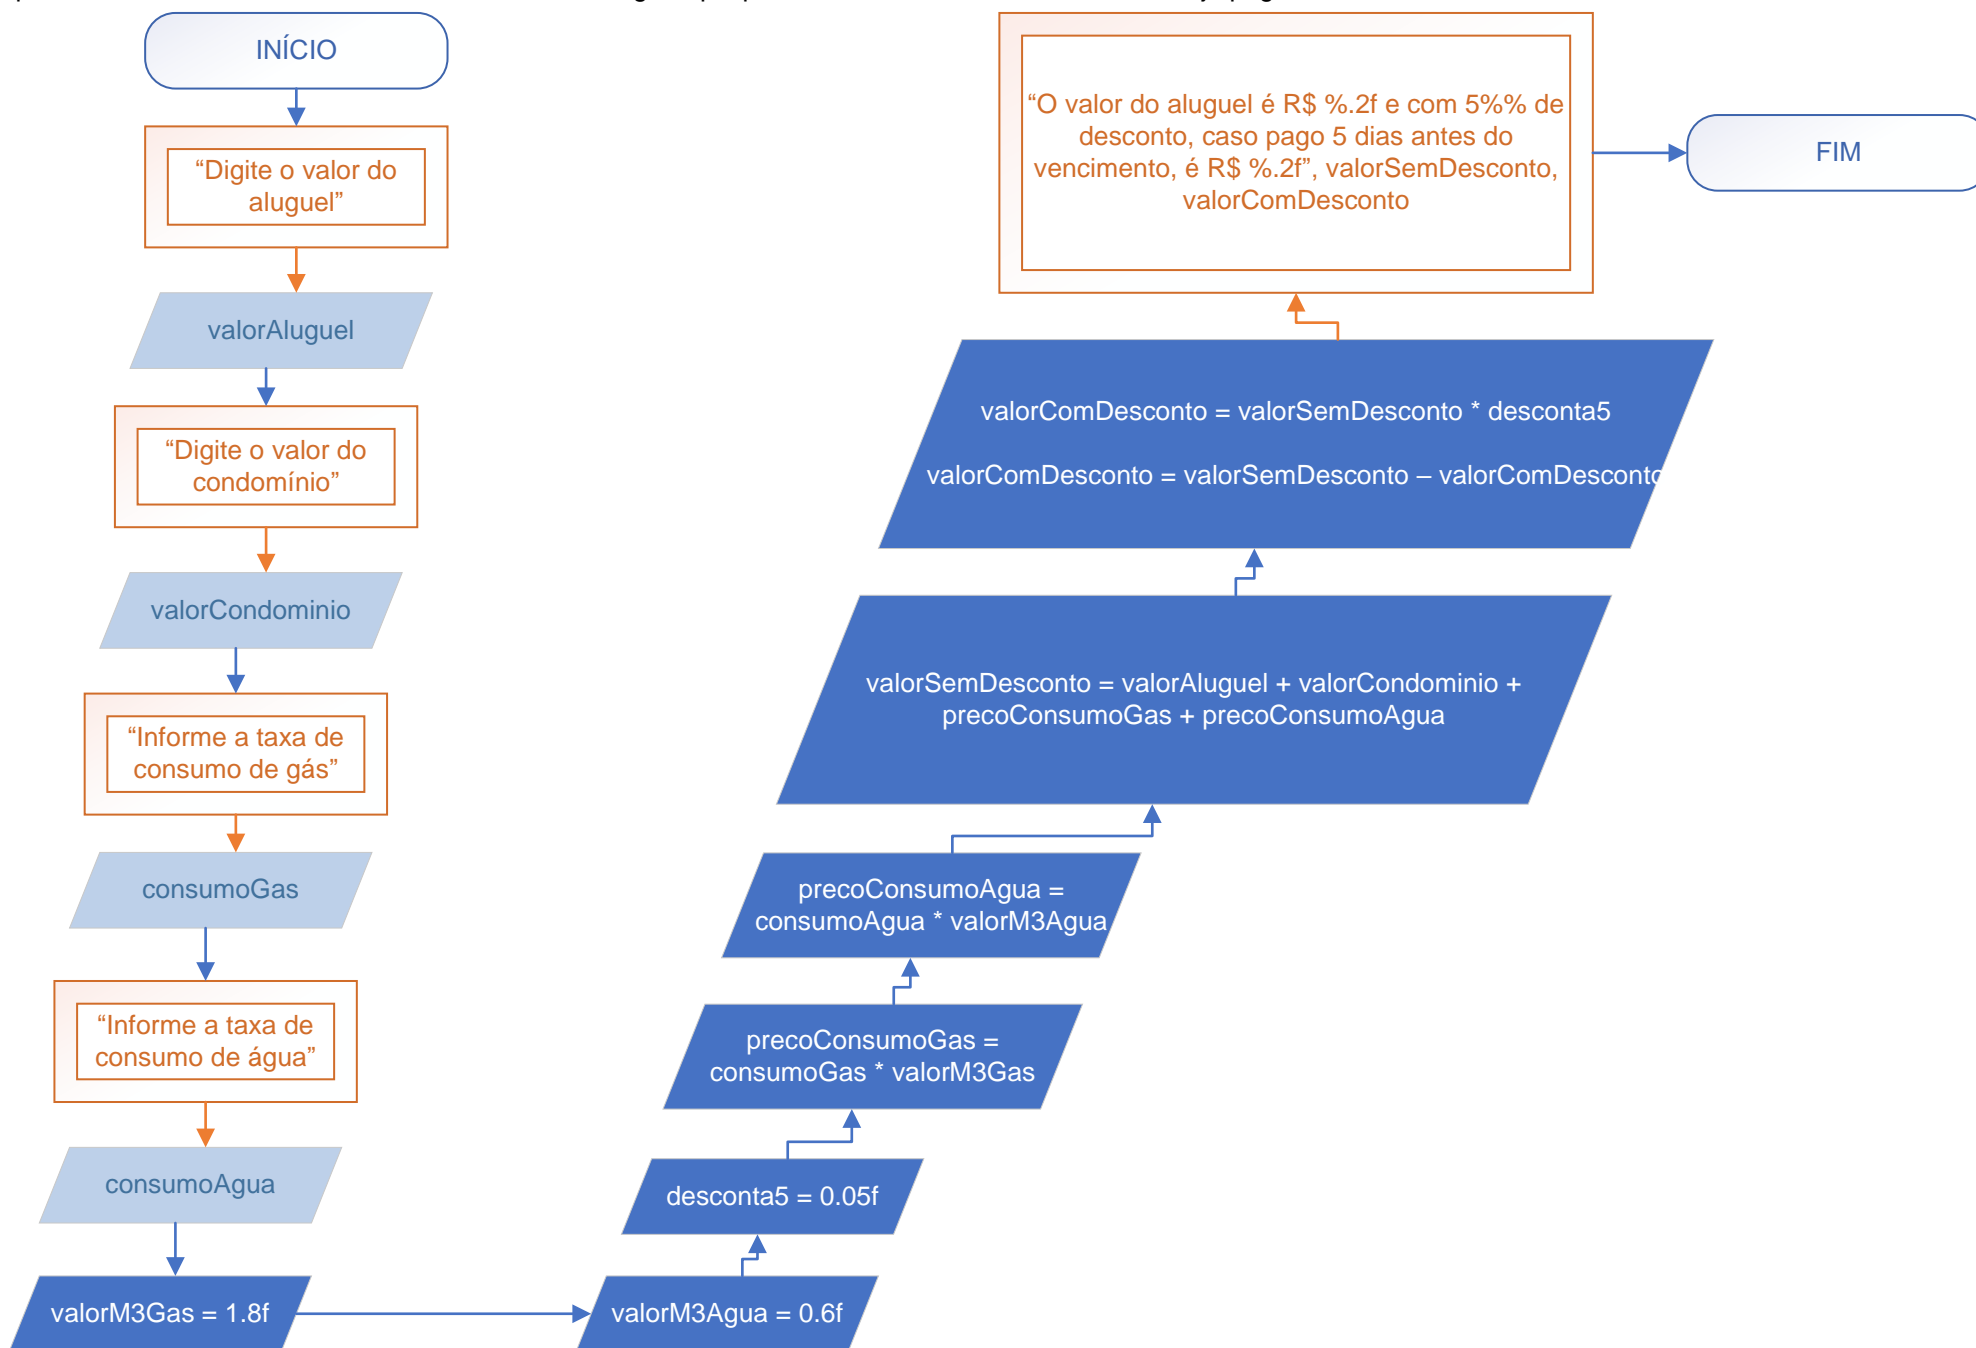 INÍCIO
“Digite o valor do
aluguel”
valorAluguel
“Digite o valor do
condomínio”
valorCondominio
“Informe a taxa de
consumo de gás”
consumoGas
“Informe a taxa de
consumo de água”
consumoAgua
valorM3Gas = 1.8f
valorM3Agua = 0.6f
desconta5 = 0.05f
precoConsumoGas =
consumoGas * valorM3Gas
precoConsumoAgua =
consumoAgua * valorM3Agua
valorSemDesconto = valorAluguel + valorCondominio +
precoConsumoGas + precoConsumoAgua
valorComDesconto = valorSemDesconto * desconta5
valorComDesconto = valorSemDesconto – valorComDesconto
“O valor do aluguel é R$ %.2f e com 5%% de
desconto, caso pago 5 dias antes do
vencimento, é R$ %.2f”, valorSemDesconto,
valorComDesconto
FIM